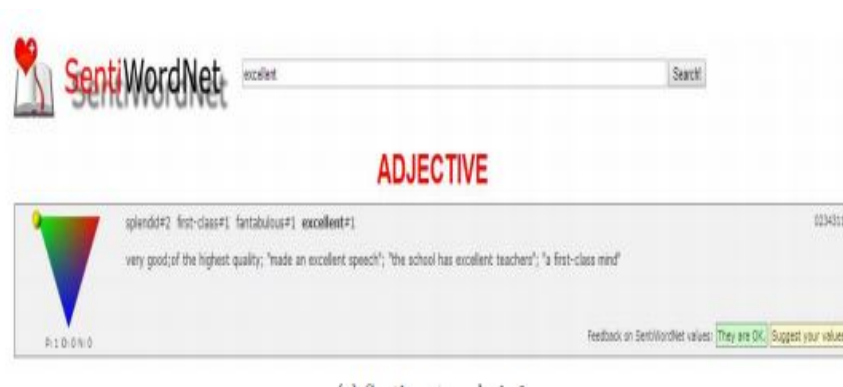 SentiWordNet
excellent
Search!
ADJECTIVE
splendid#2 first-class#1 fantabulous#1 excellent#1
very good;of the highest quality; "made an excellent speech"; "the school has excellent teachers"; "a first-class mind"
P: 1 O: 0 N: 0
Feedback on SentiWordNet values: They are OK. Suggest your values